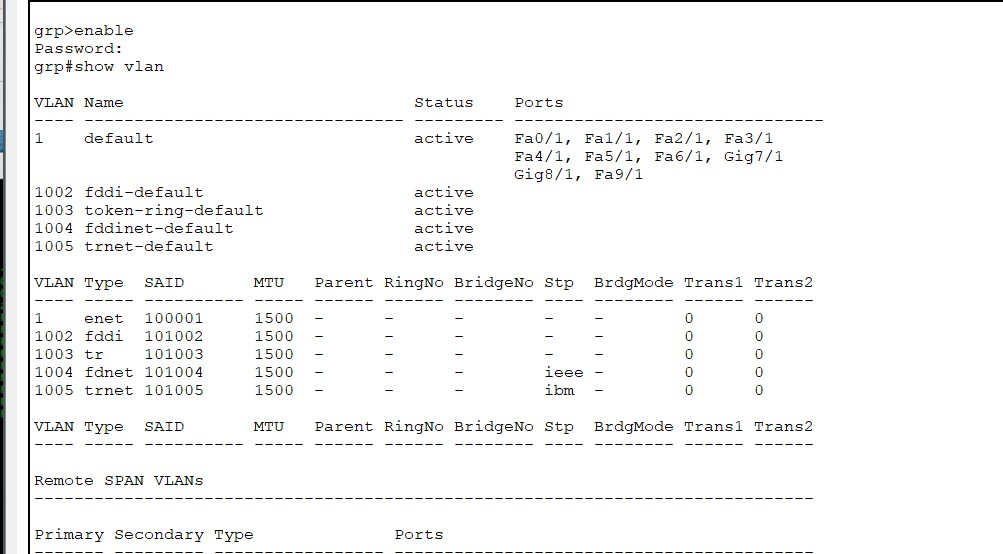 grp>enable
Password:
grp#show vlan
VLAN Name                             Status    Ports
---- -------------------------------- --------- -------------------------------
1    default                          active    Fa0/1, Fa1/1, Fa2/1, Fa3/1
                                                Fa4/1, Fa5/1, Fa6/1, Gig7/1
                                                Gig8/1, Fa9/1
1002 fddi-default                     active
1003 token-ring-default               active
1004 fddinet-default                  active
1005 trnet-default                    active
VLAN Type  SAID       MTU   Parent RingNo BridgeNo Stp  BrdgMode Trans1 Trans2
---- ----- ---------- ----- ------ ------ -------- ---- -------- ------ ------
1    enet  100001     1500  -      -      -        -    -        0      0
1002 fddi  101002     1500  -      -      -        -    -        0      0
1003 tr    101003     1500  -      -      -        -    -        0      0
1004 fdnet 101004     1500  -      -      -        ieee -        0      0
1005 trnet 101005     1500  -      -      -        ibm  -        0      0
VLAN Type  SAID       MTU   Parent RingNo BridgeNo Stp  BrdgMode Trans1 Trans2
---- ----- ---------- ----- ------ ------ -------- ---- -------- ------ ------
Remote SPAN VLANs
------------------------------------------------------------------------------
Primary Secondary Type              Ports
------- --------- ----------------- ------------------------------------------